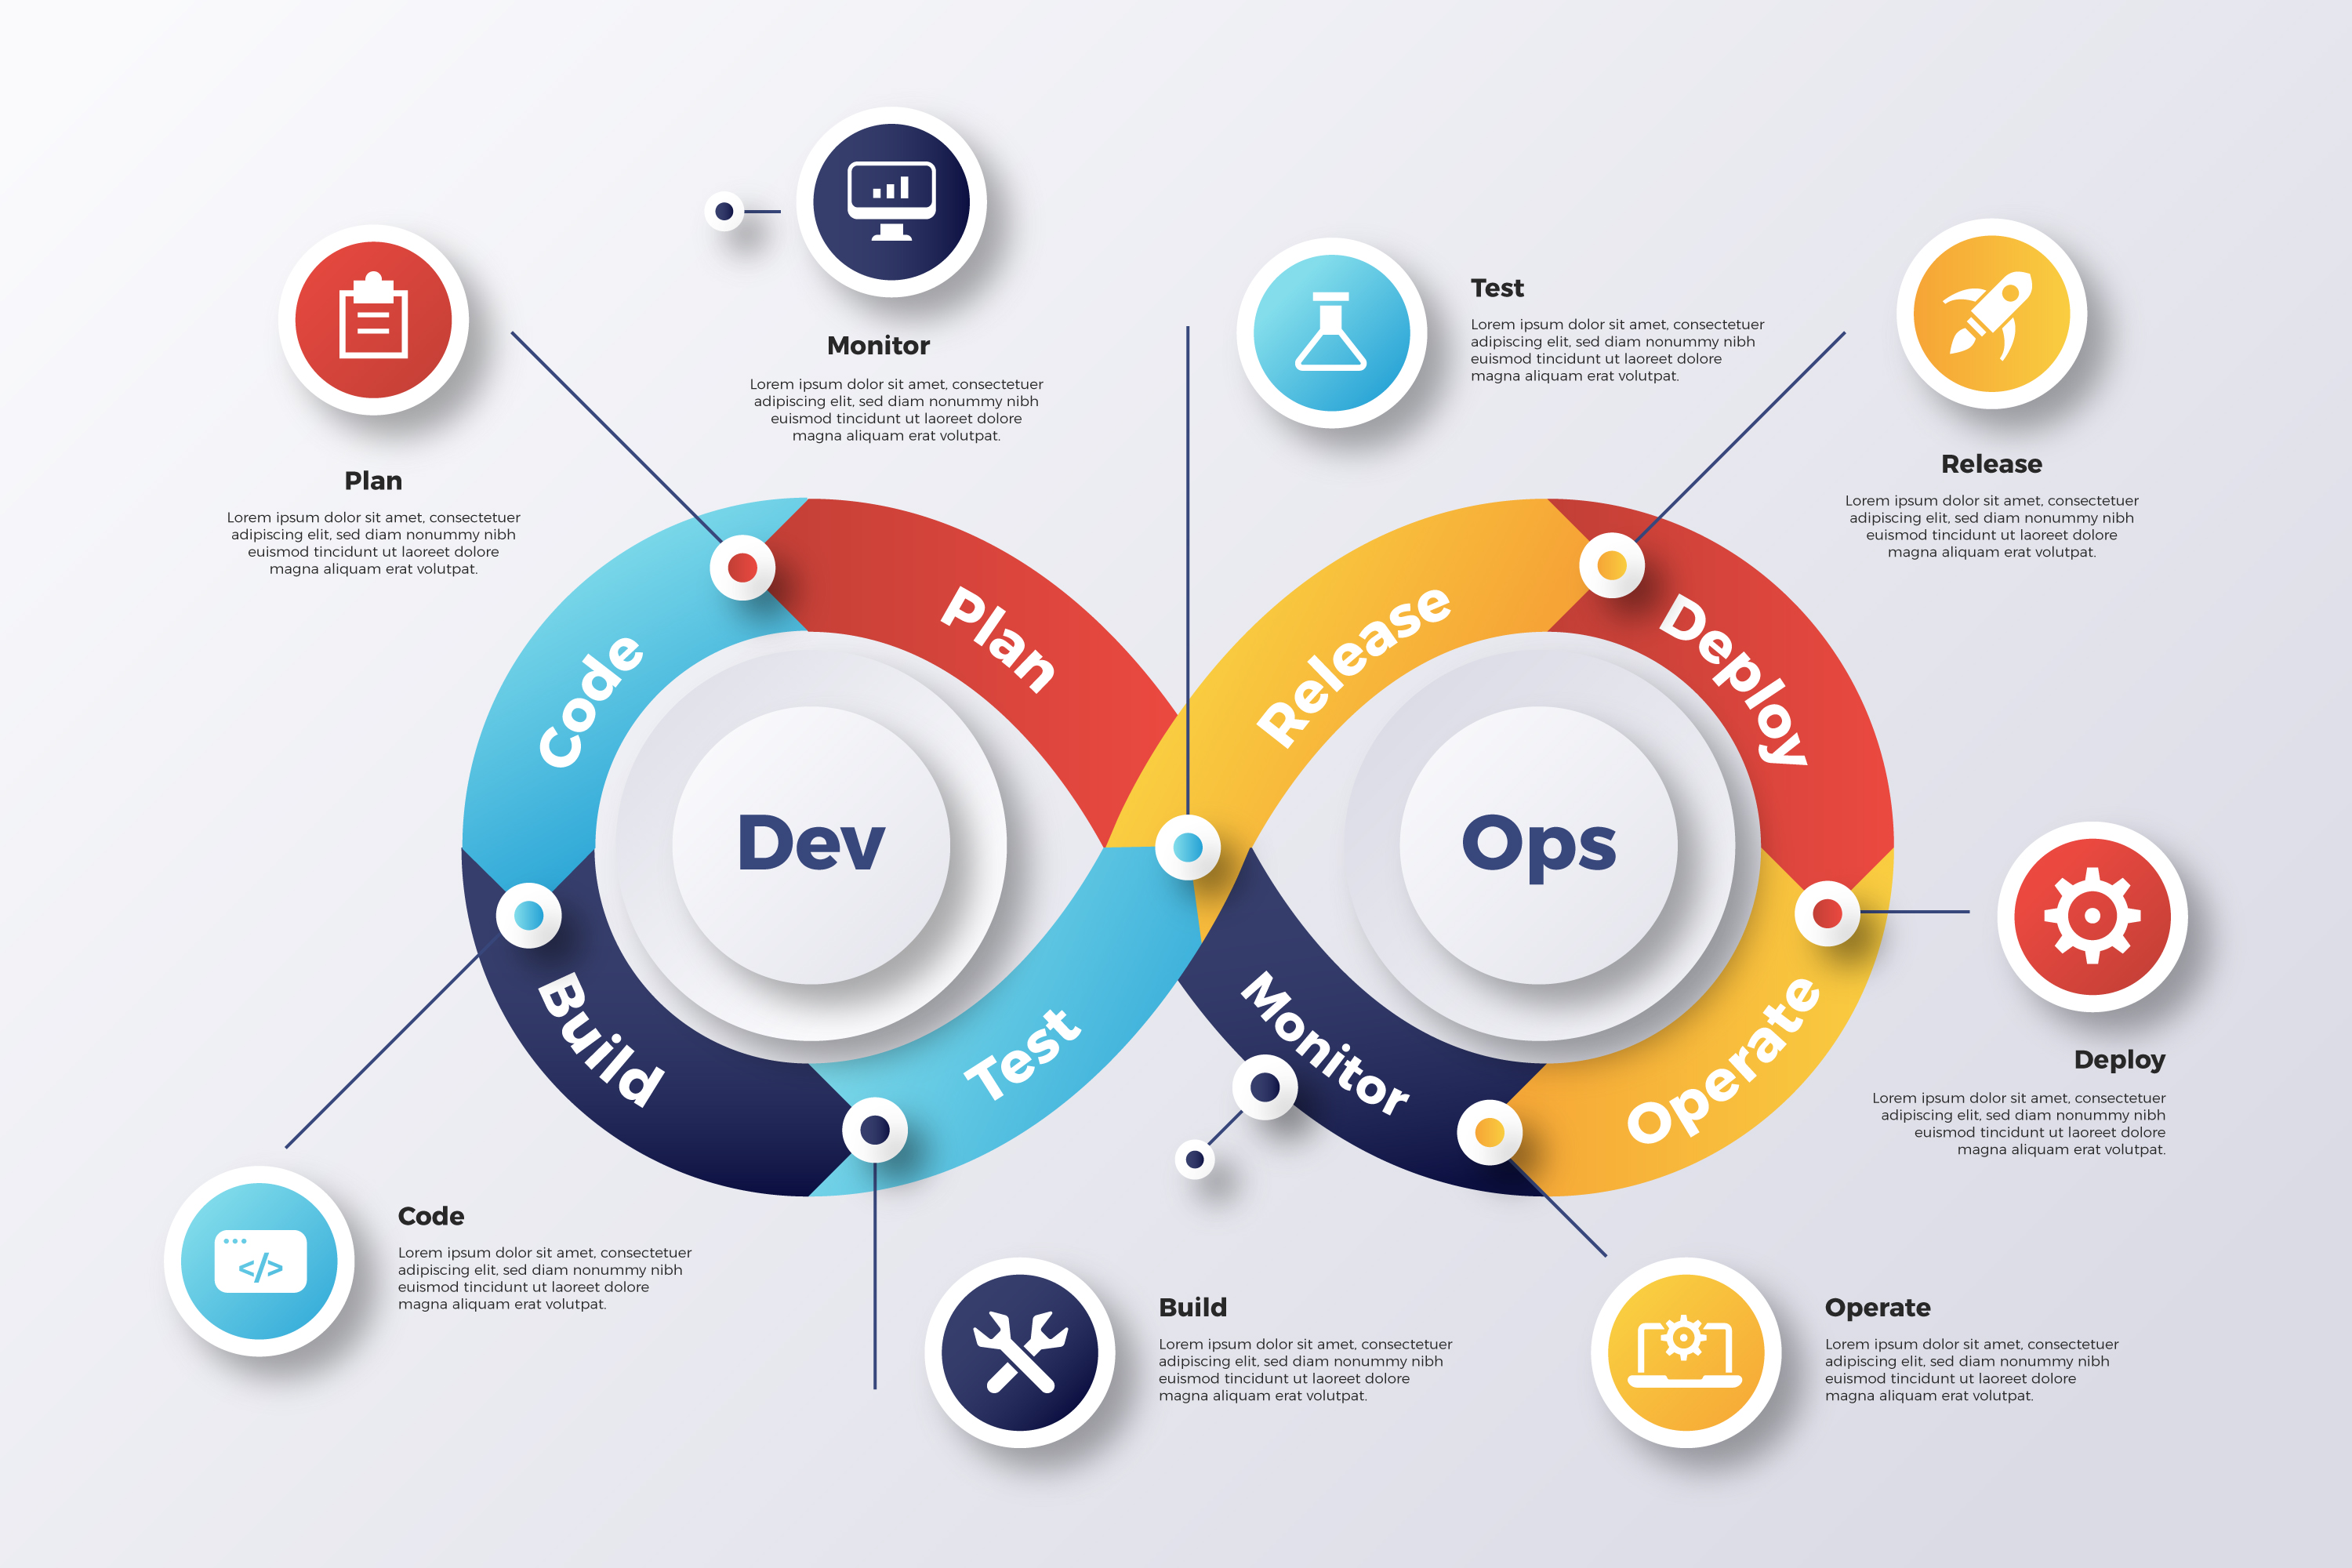 Monitor
Lorem ipsum dolor sit amet, consectetuer
adipiscing elit, sed diam nonummy nibh
euismod tincidunt ut laoreet dolore
magna aliquam erat volutpat.
Plan
Lorem ipsum dolor sit amet, consectetuer
adipiscing elit, sed diam nonummy nibh
euismod tincidunt ut laoreet dolore
magna aliquam erat volutpat.
Test
Lorem ipsum dolor sit amet, consectetuer
adipiscing elit, sed diam nonummy nibh
euismod tincidunt ut laoreet dolore
magna aliquam erat volutpat.
Release
Lorem ipsum dolor sit amet, consectetuer
adipiscing elit, sed diam nonummy nibh
euismod tincidunt ut laoreet dolore
magna aliquam erat volutpat.
Plan
Code
Build
Test
Release
Deploy
Operate
Monitor
Dev
Ops
Deploy
Lorem ipsum dolor sit amet, consectetuer
adipiscing elit, sed diam nonummy nibh
euismod tincidunt ut laoreet dolore
magna aliquam erat volutpat.
</>
Code
Lorem ipsum dolor sit amet, consectetuer
adipiscing elit, sed diam nonummy nibh
euismod tincidunt ut laoreet dolore
magna aliquam erat volutpat.
Build
Lorem ipsum dolor sit amet, consectetuer
adipiscing elit, sed diam nonummy nibh
euismod tincidunt ut laoreet dolore
magna aliquam erat volutpat.
Operate
Lorem ipsum dolor sit amet, consectetuer
adipiscing elit, sed diam nonummy nibh
euismod tincidunt ut laoreet dolore
magna aliquam erat volutpat.